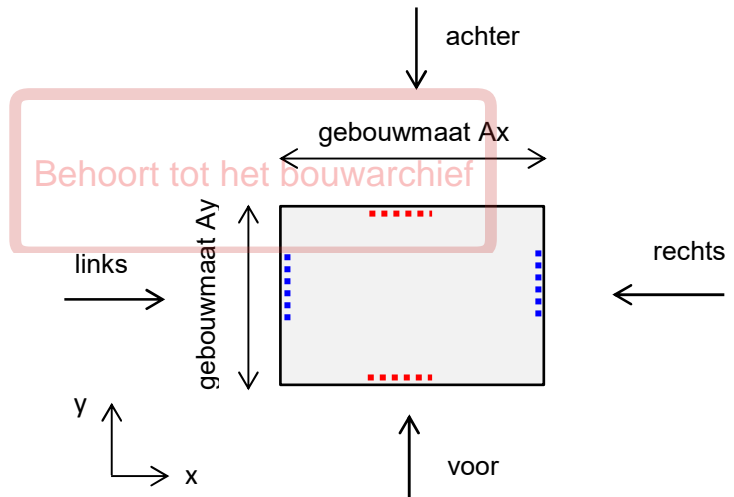 achter
gebouwmaat Ax
Behoort tot het bouwarchief
gebouwmaat Ay
links
rechts
y
x
voor